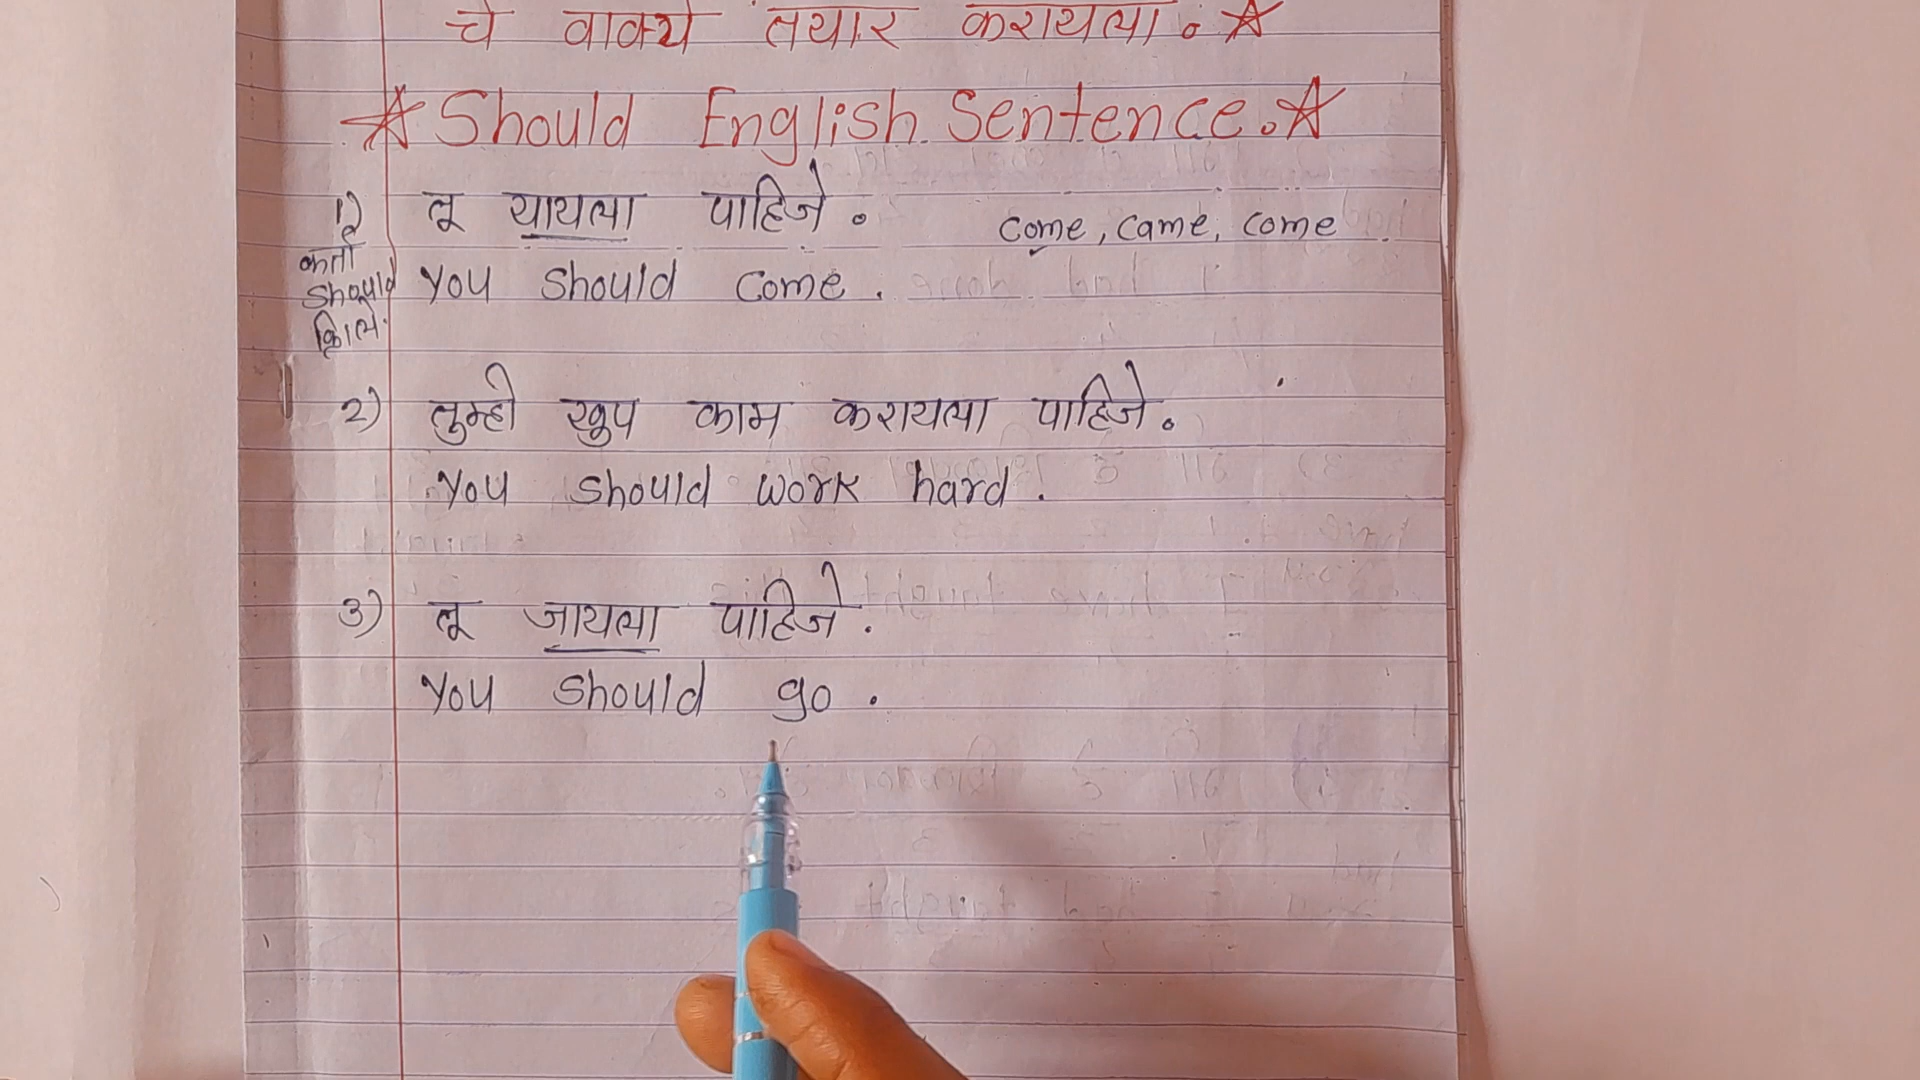 चे वाक्ये तयार करायला.
Should English Sentence.
1) तू यायला पाहिजे. come, came, come
कर्ता
should
You should come.
2) तुम्ही खुप काम करायला पाहिजे.
You should work hard.
3) तू जायला पाहिजे.
You should go.